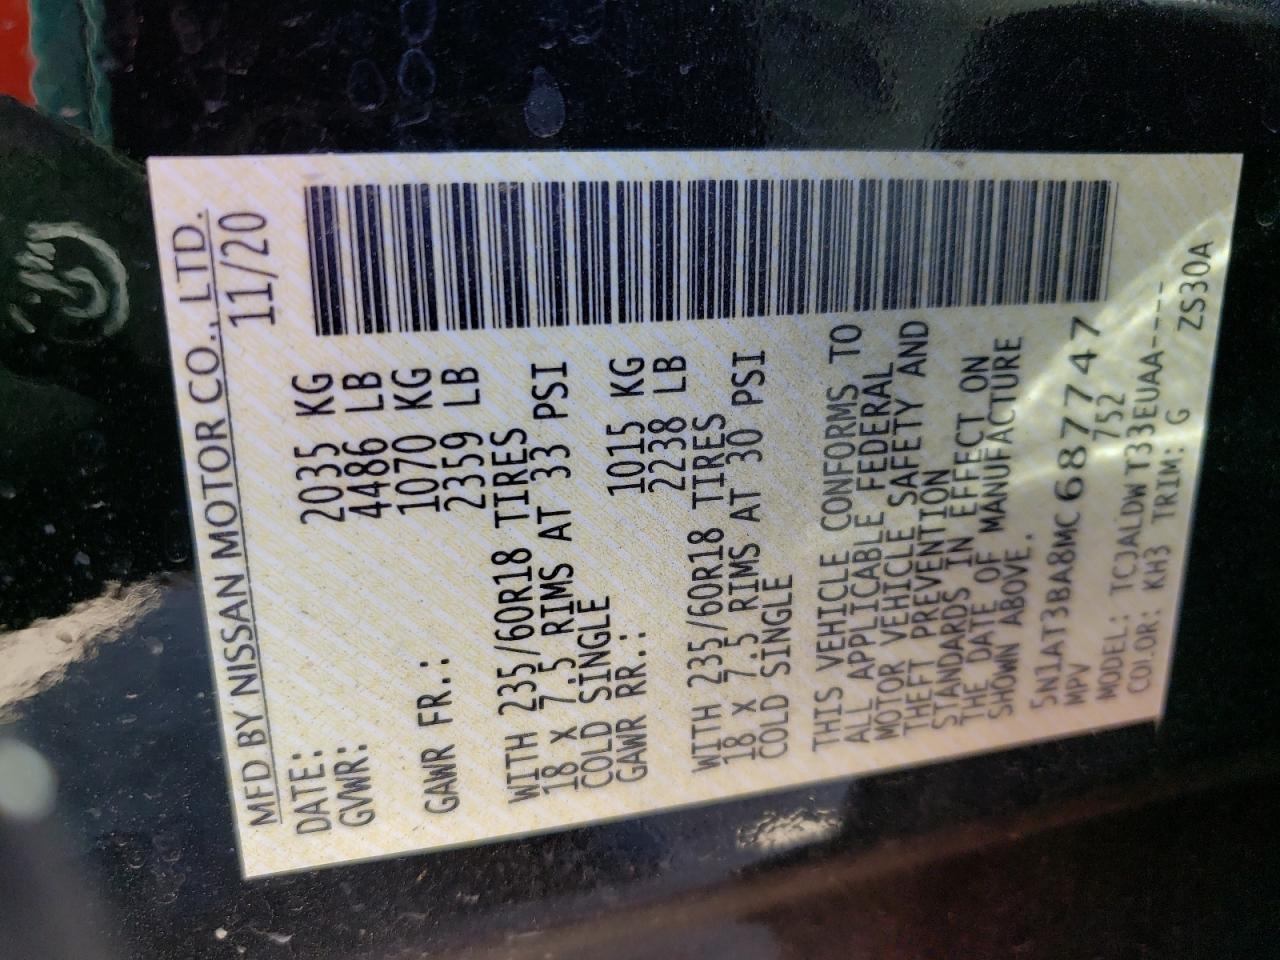 MFD BY NISSAN MOTOR CO., LTD.
DATE: 11/20
GVWR: 2035 KG
4486 LB
GAWR FR.: 1070 KG
2359 LB
WITH 235/60R18 TIRES
18 X 7.5 RIMS AT 33 PSI
COLD SINGLE
GAWR RR.: 1015 KG
2238 LB
WITH 235/60R18 TIRES
18 X 7.5 RIMS AT 30 PSI
COLD SINGLE
THIS VEHICLE CONFORMS TO
ALL APPLICABLE FEDERAL
MOTOR VEHICLE SAFETY AND
THEFT PREVENTION
STANDARDS IN EFFECT ON
THE DATE OF MANUFACTURE
SHOWN ABOVE.
5N1AT3BA8MC687747
MPV 752
MODEL: TCJALDWT33EUAA----
COLOR: KH3 TRIM: G ZS30A